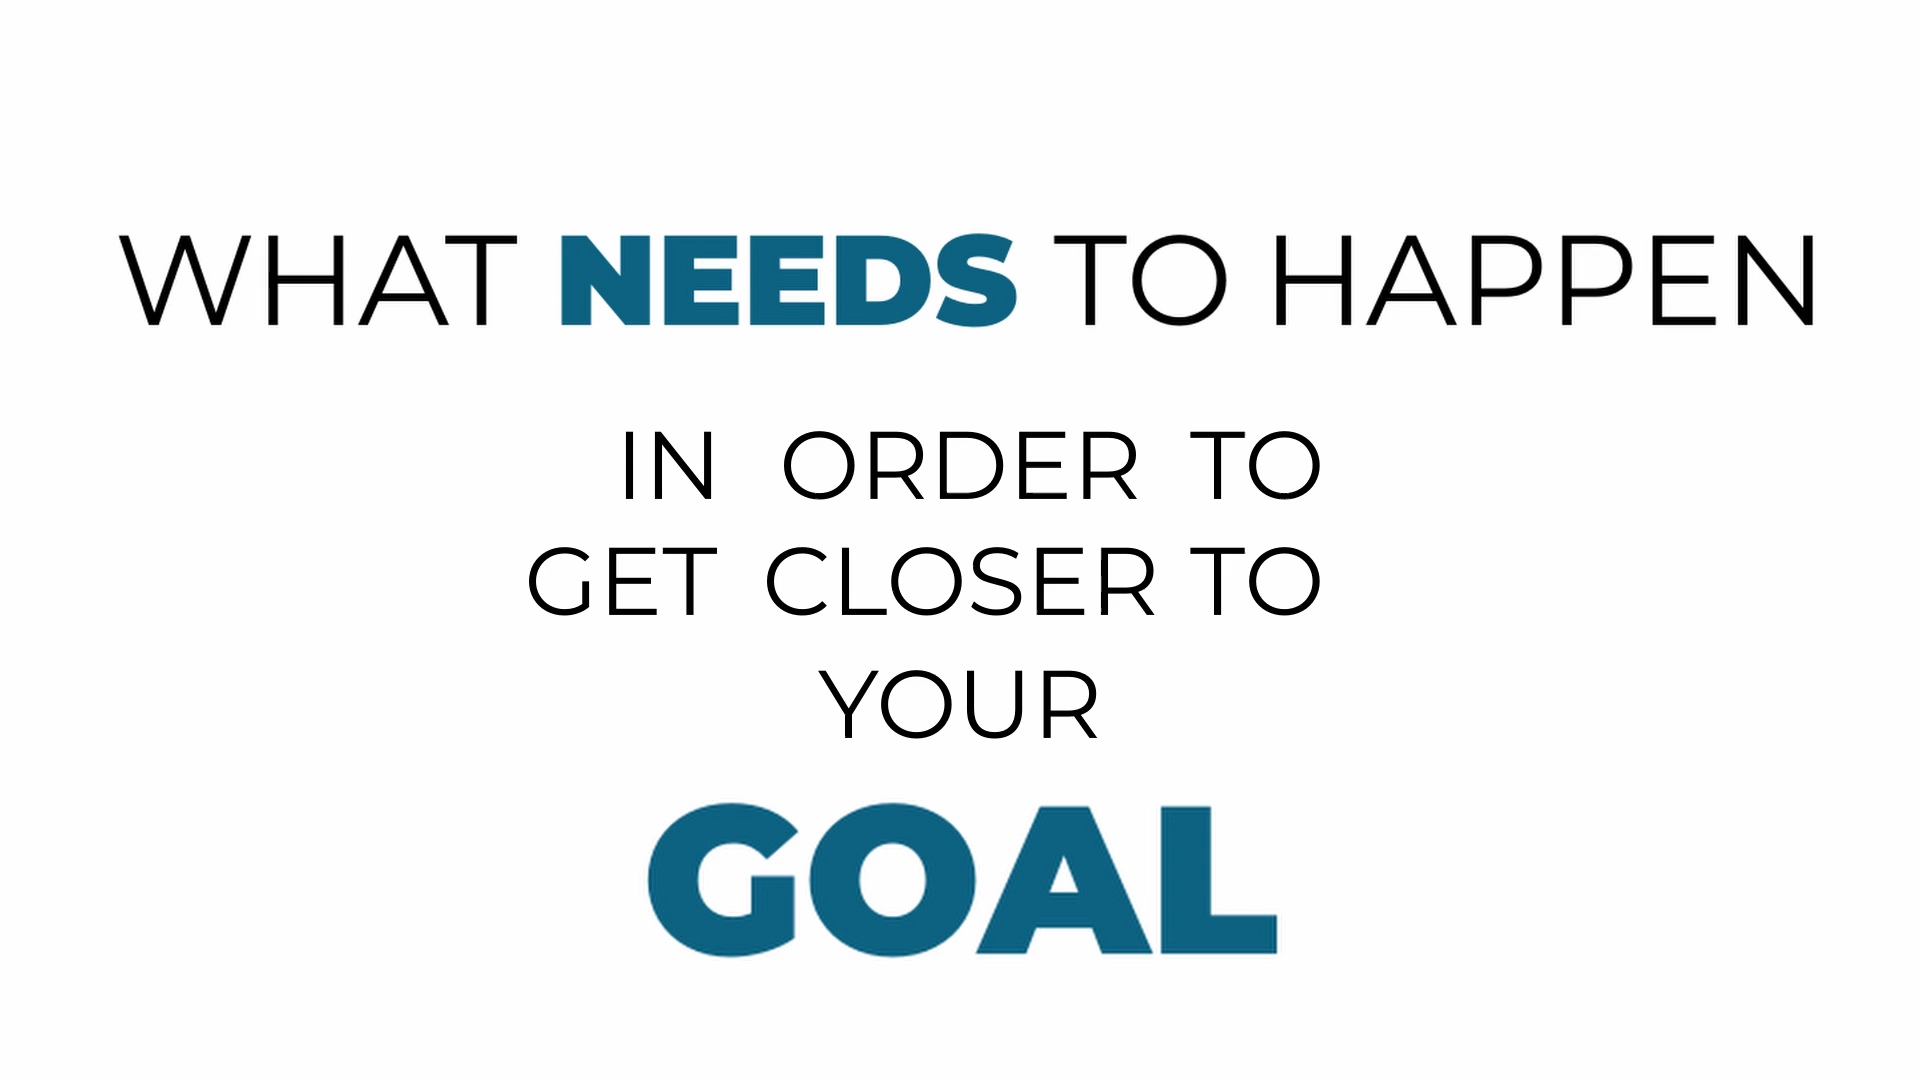 WHAT NEEDS TO HAPPEN
IN ORDER TO
GET CLOSER TO
YOUR
GOAL